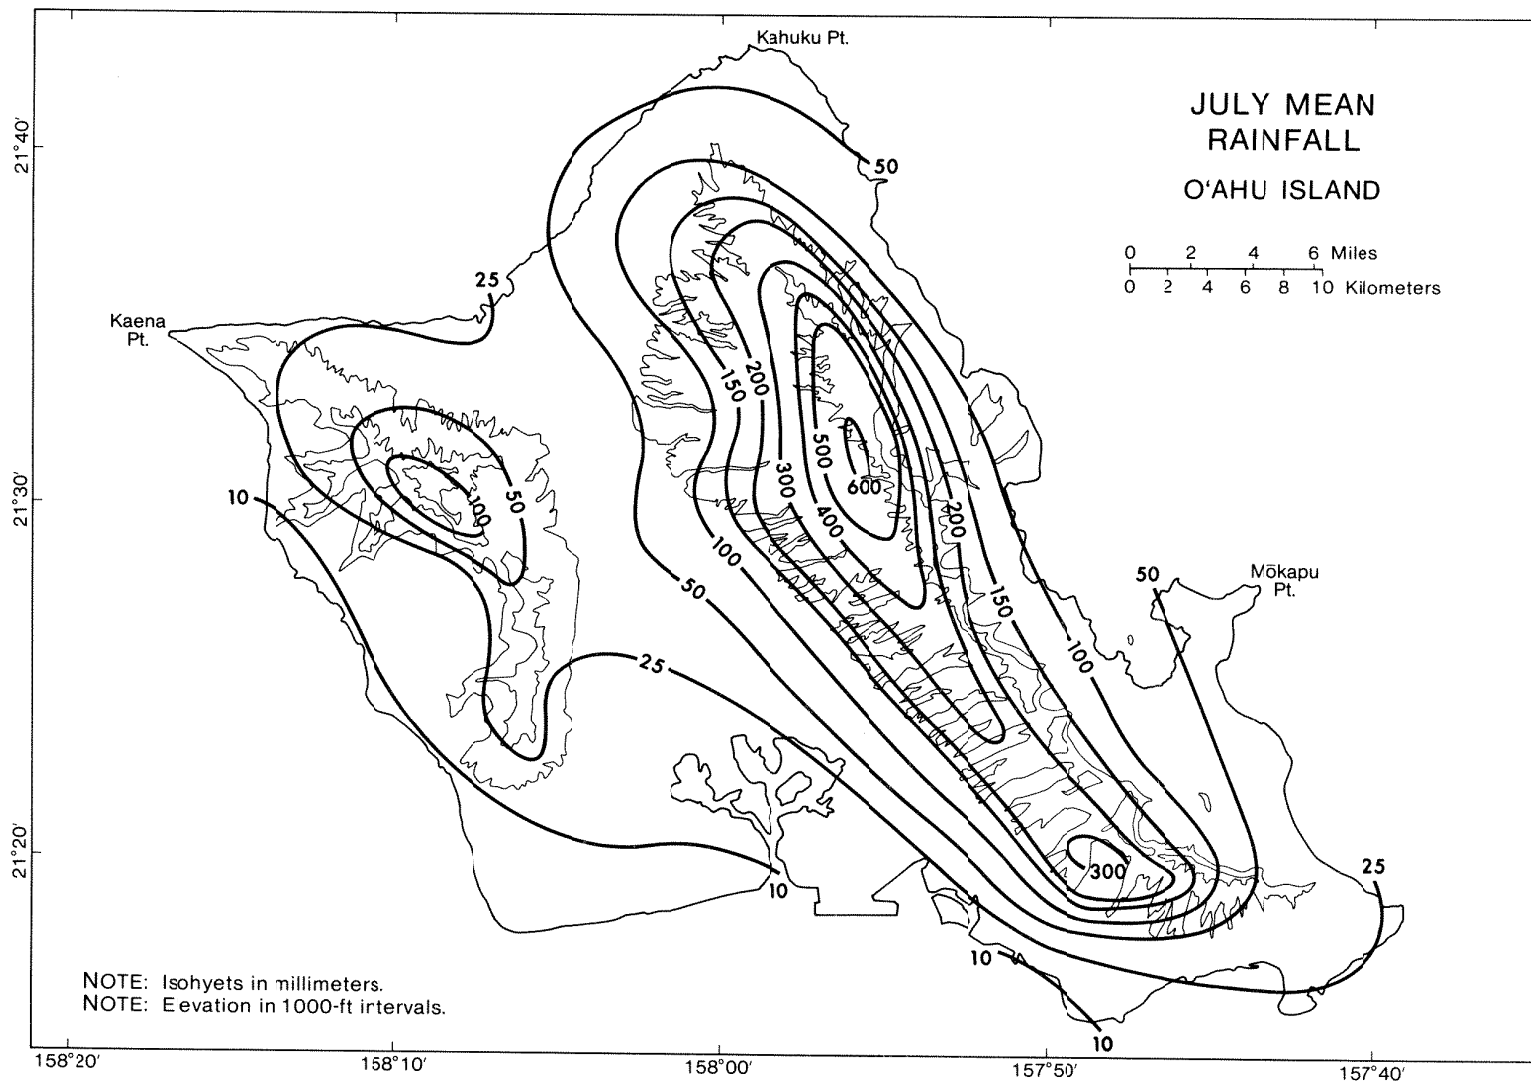 Kahuku Pt.
JULY MEAN
RAINFALL
O'AHU ISLAND
21°40'
50
0 2 4 6 Miles
0 2 4 6 8 10 Kilometers
25
Kaena
Pt.
200
150
500
300
600
50
100
10
21°30'
400
200
100
50
150
50
Mōkapu
Pt.
100
25
21°20'
300
25
10
10
NOTE: Isohyets in millimeters.
NOTE: E evation in 1000-ft intervals.
10
158°20'
158°10'
158°00'
157°50'
157°40'